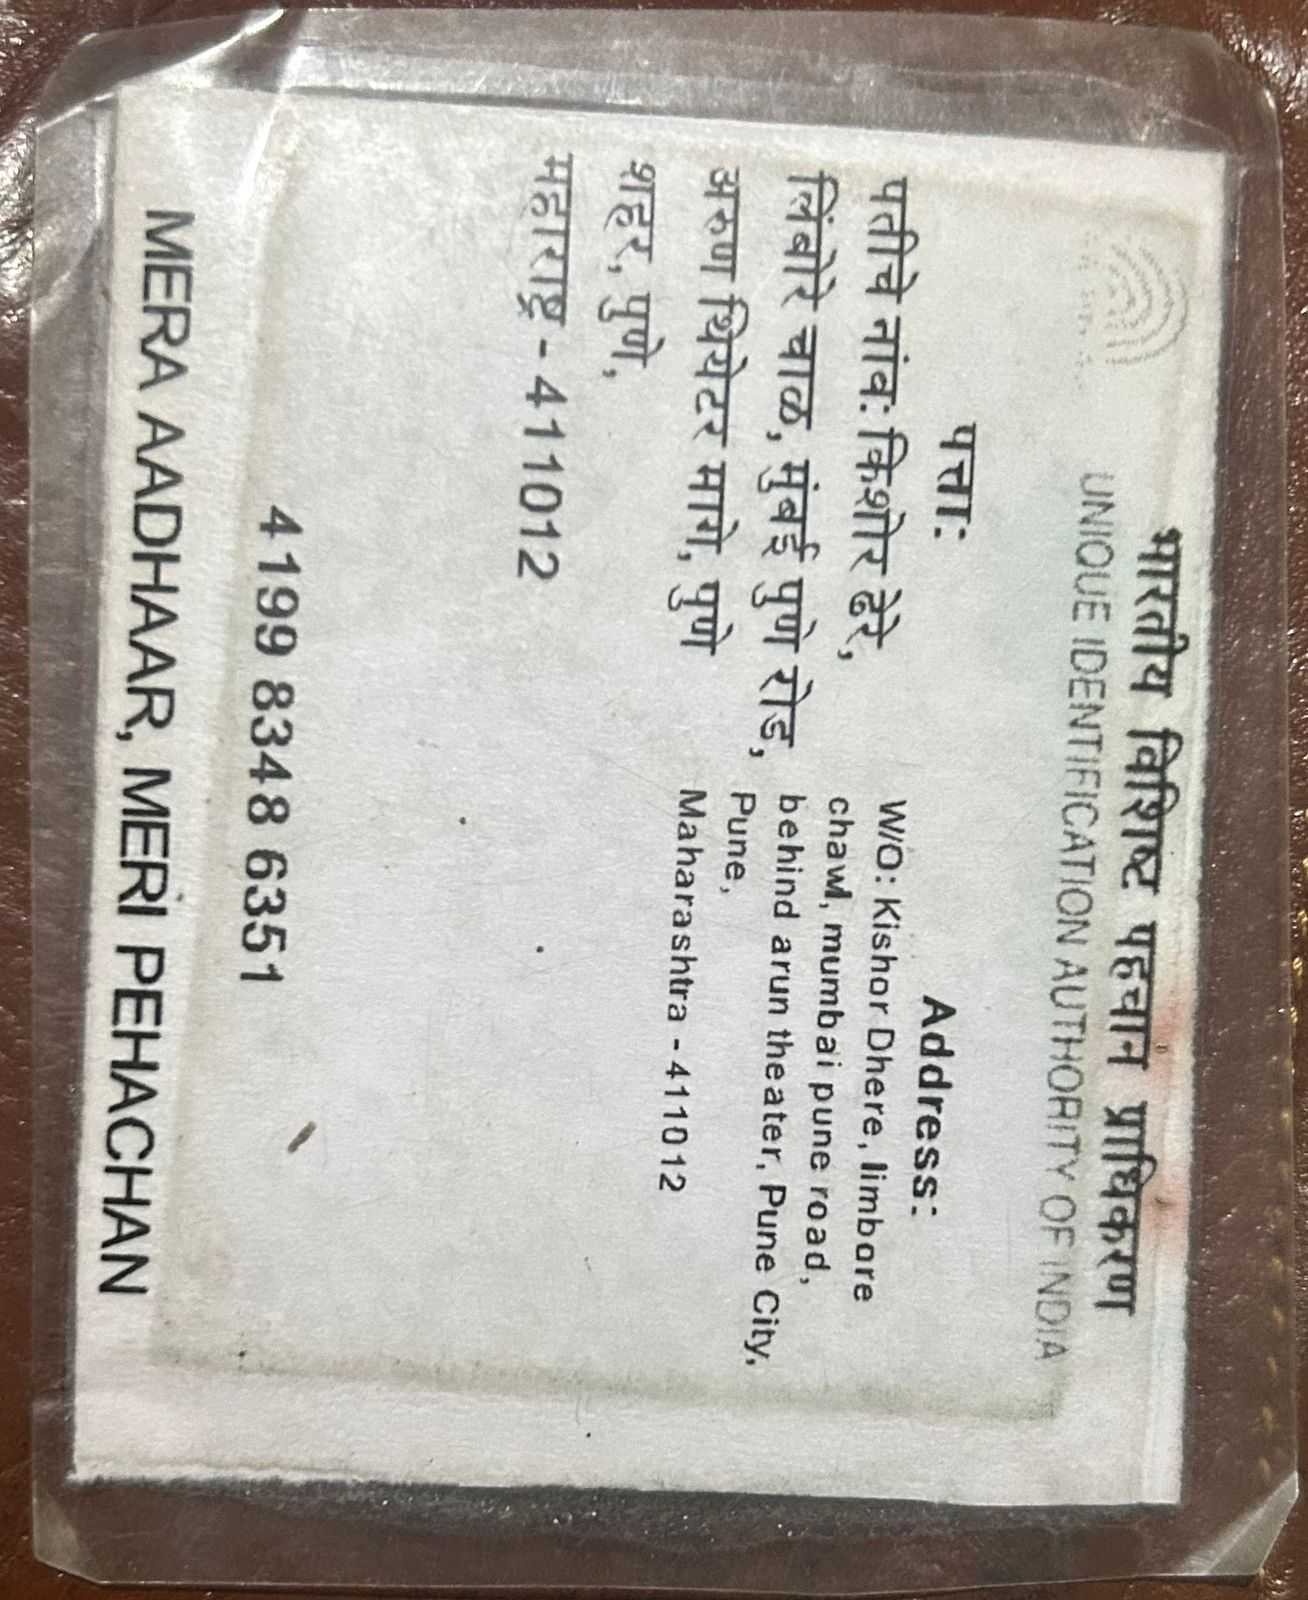 भारतीय विशिष्ट पहचान प्राधिकरण
UNIQUE IDENTIFICATION AUTHORITY OF INDIA
पत्ता:
पतीचे नांव: किशोर ढेरे,
लिंबोरे चाळ, मुंबई पुणे रोड,
अरुण थियेटर मागे, पुणे
शहर, पुणे,
महाराष्ट्र - 411012
Address:
W/O: Kishor Dhere, limbore
chawl, mumbai pune road,
behind arun theater, Pune City,
Pune,
Maharashtra - 411012
4199 8348 6351
MERA AADHAAR, MERI PEHACHAN